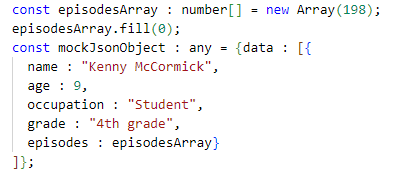 const episodesArray : number[] = new Array(198);
episodesArray.fill(0);
const mockJsonObject : any = {data : [{
  name : "Kenny McCormick",
  age : 9,
  occupation : "Student",
  grade : "4th grade",
  episodes : episodesArray}
]};